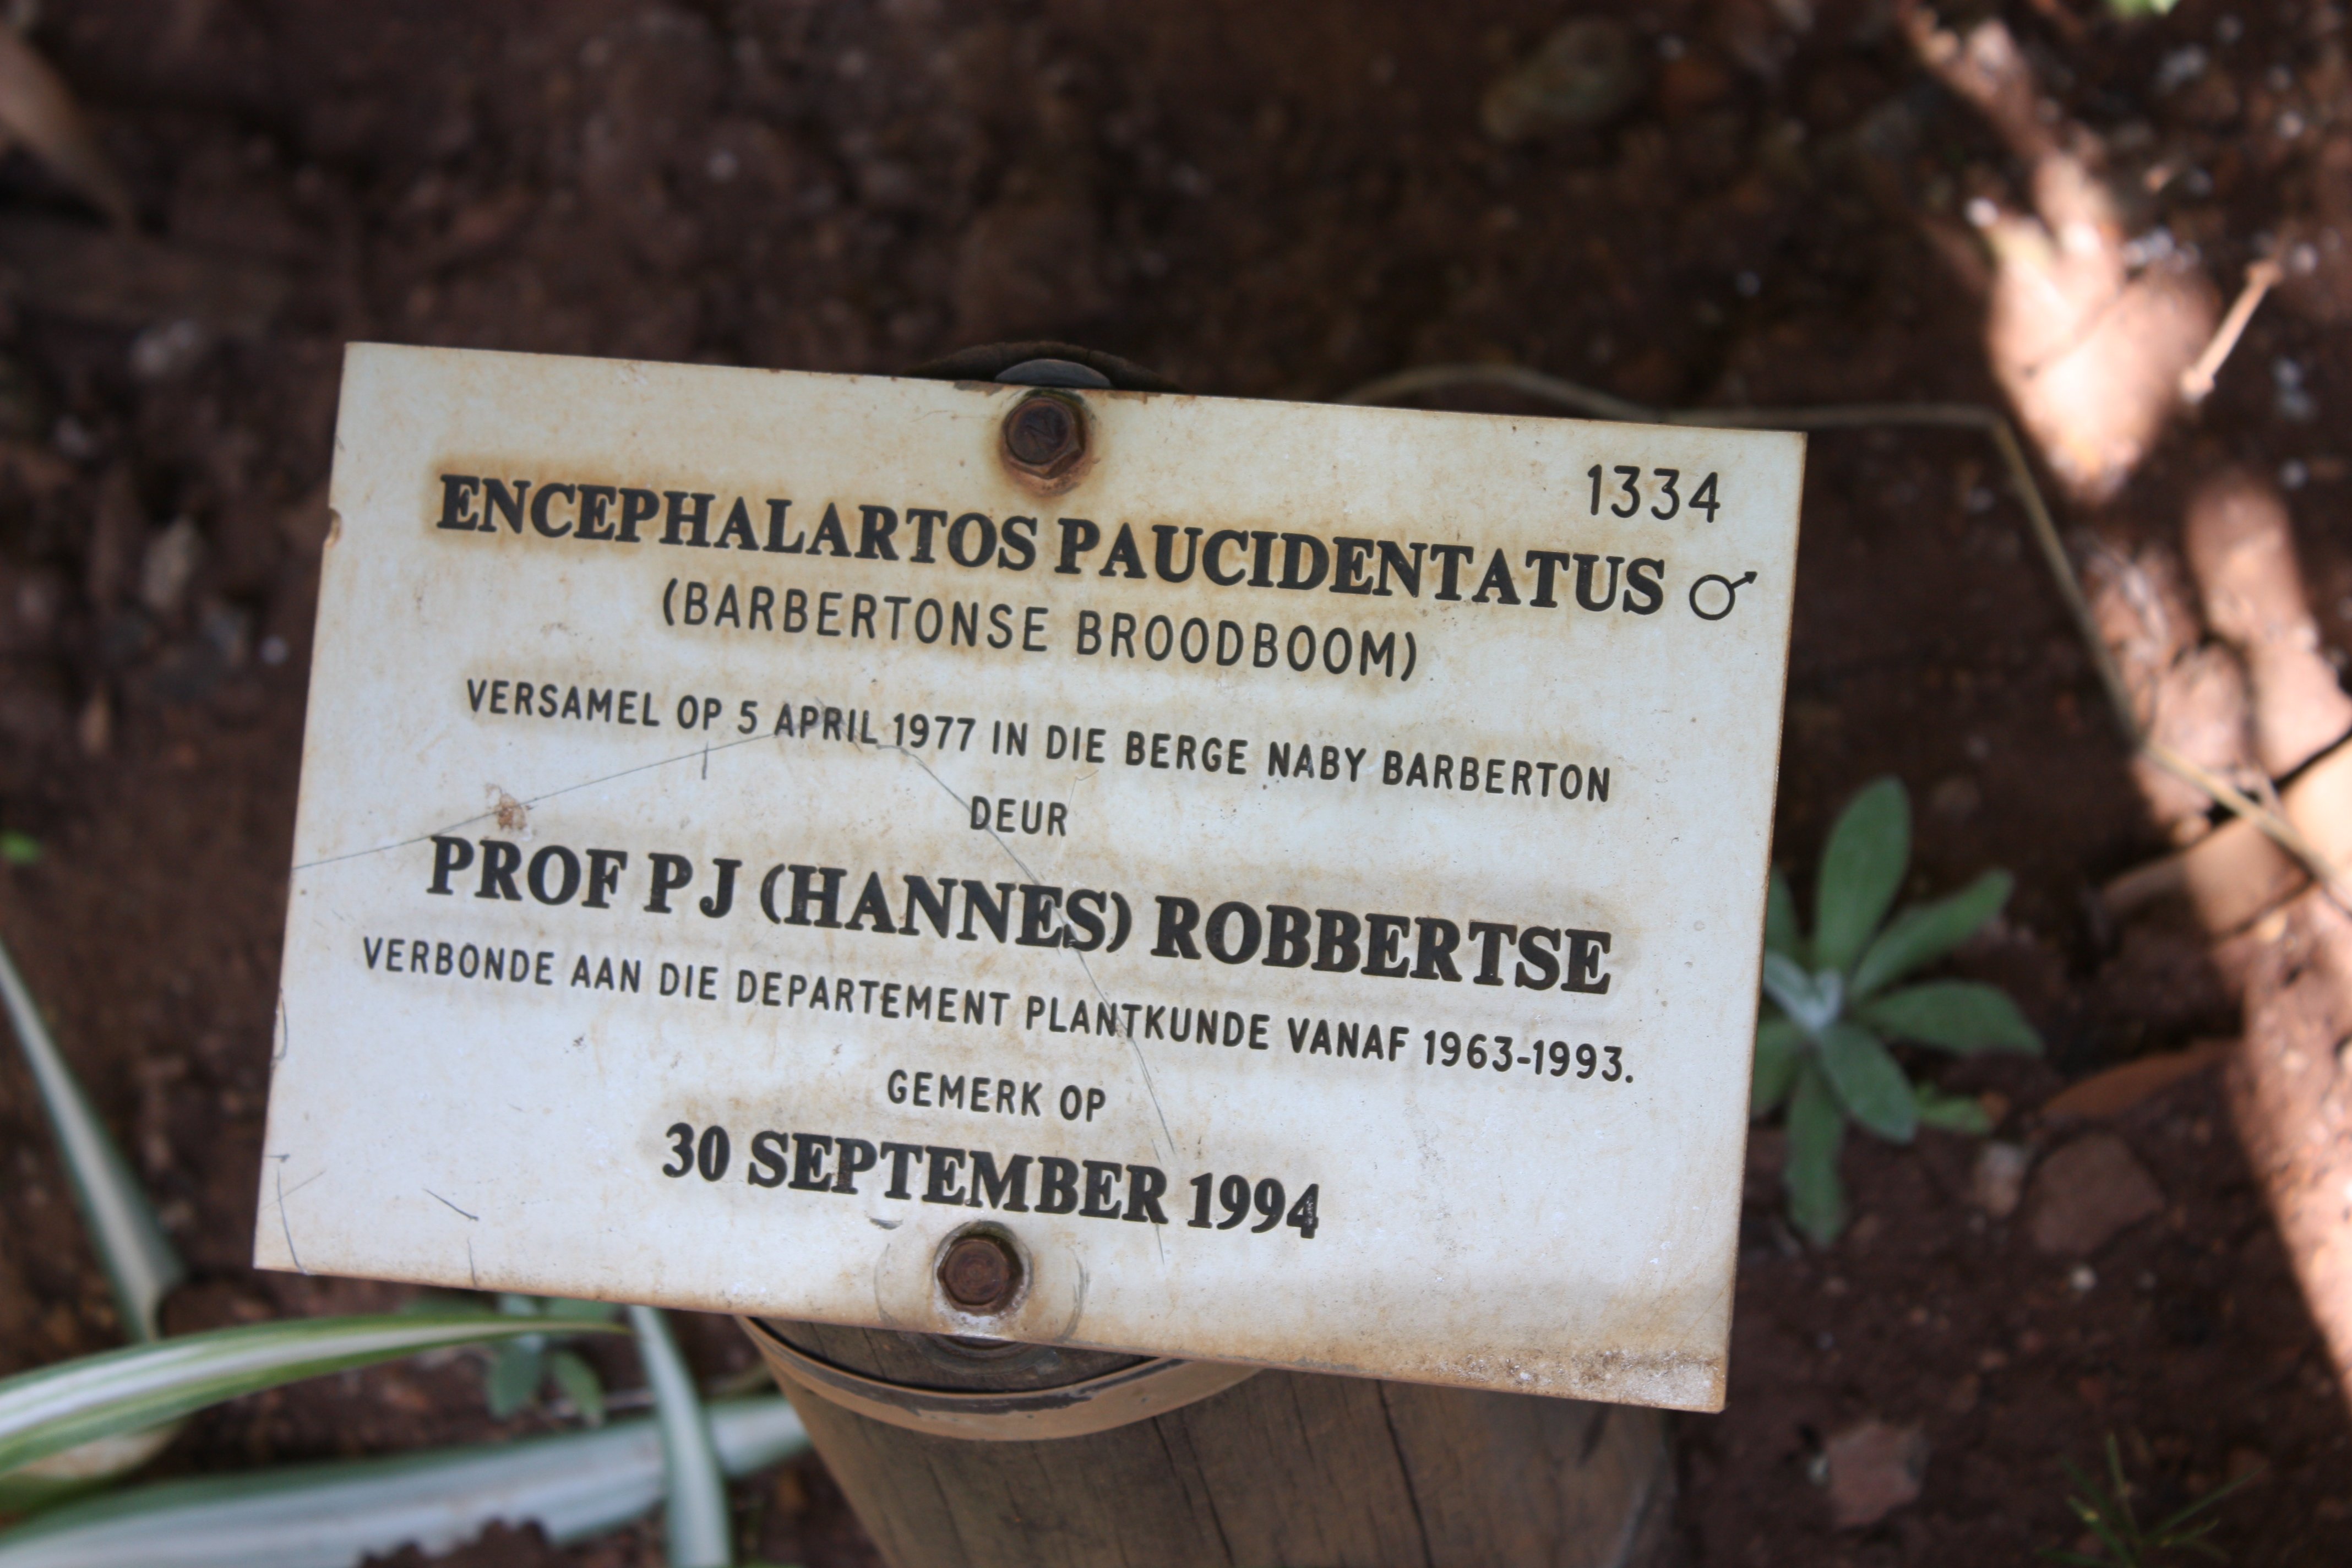 1334
ENCEPHALARTOS PAUCIDENTATUS ♂
(BARBERTONSE BROODBOOM)
VERSAMEL OP 5 APRIL 1977 IN DIE BERGE NABY BARBERTON
DEUR
PROF P J (HANNES) ROBBERTSE
VERBONDE AAN DIE DEPARTEMENT PLANTKUNDE VANAF 1963-1993.
GEMERK OP
30 SEPTEMBER 1994